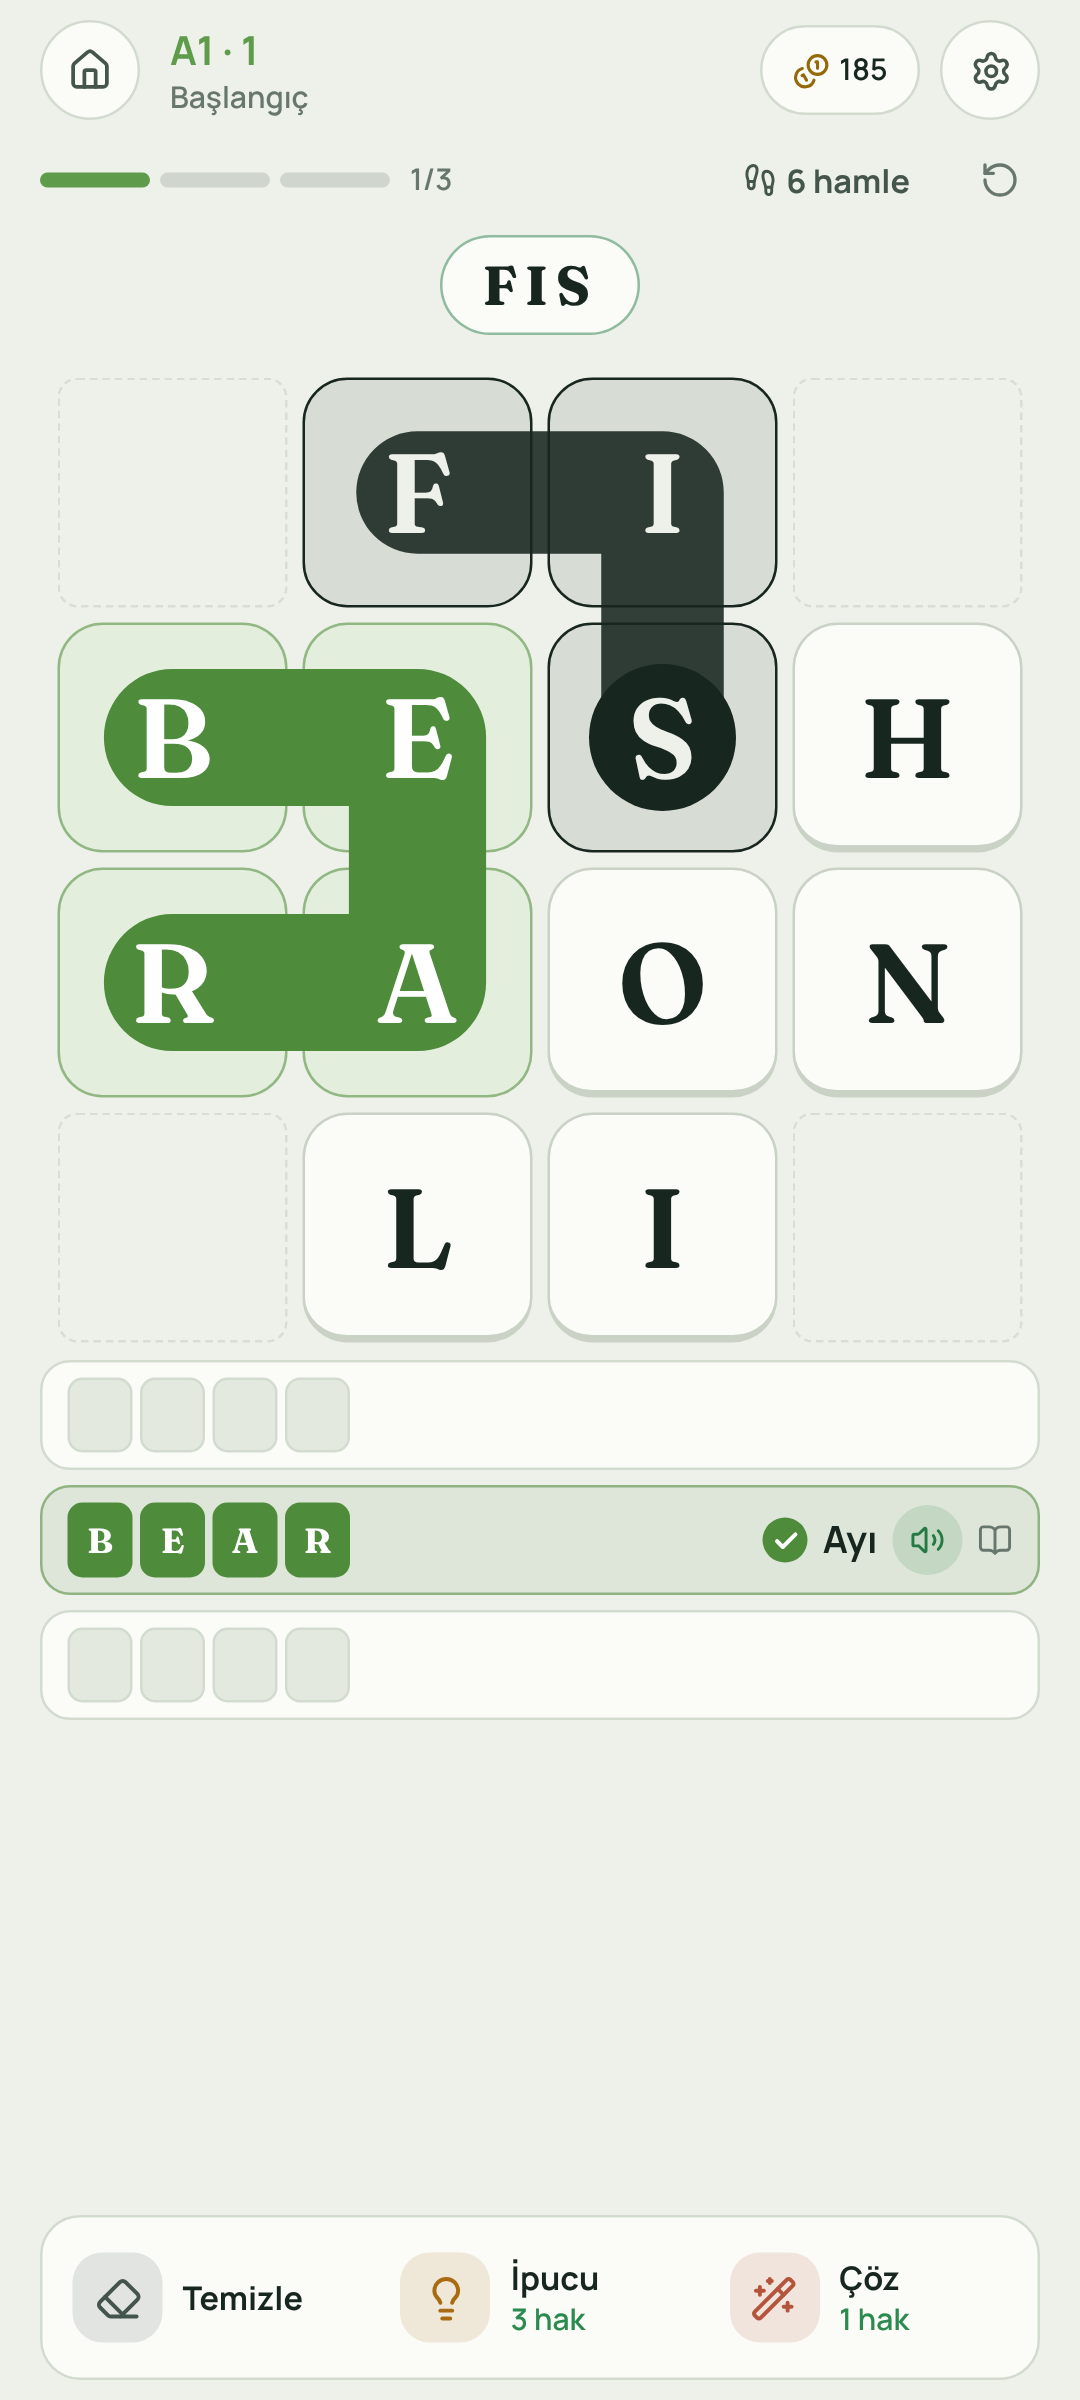 A1 · 1
Başlangıç
185
1/3
6 hamle
FIS
F I
B E S H
R A O N
L I
B E A R Ayı
Temizle
İpucu
3 hak
Çöz
1 hak